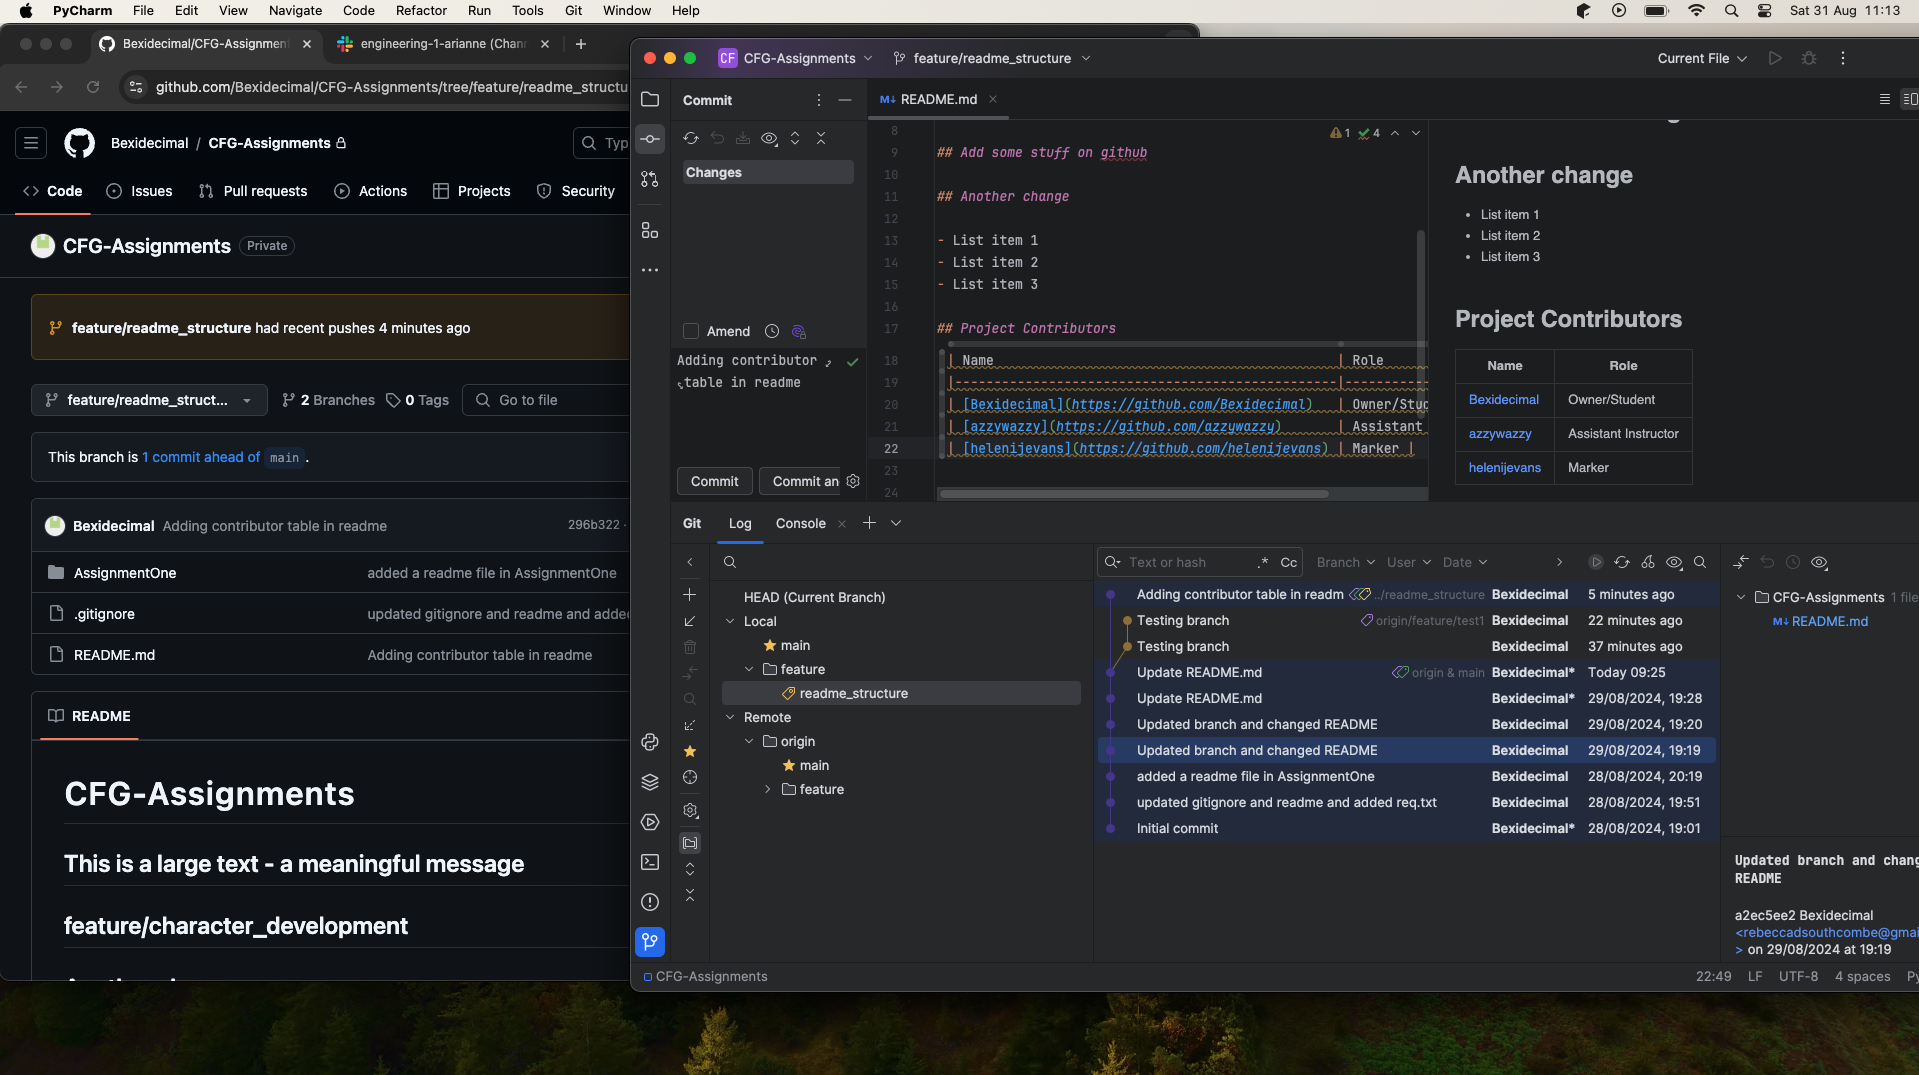 PyCharm File Edit View Navigate Code Refactor Run Tools Git Window Help Sat 31 Aug 11:13
Bexidecimal/CFG-Assignmen engineering-1-arianne (Chan
github.com/Bexidecimal/CFG-Assignments/tree/feature/readme_structu
Bexidecimal / CFG-Assignments Typ
Code Issues Pull requests Actions Projects Security
CFG-Assignments Private
feature/readme_structure had recent pushes 4 minutes ago
feature/readme_struct... 2 Branches 0 Tags Go to file
This branch is 1 commit ahead of main .
Bexidecimal Adding contributor table in readme 296b322 ·
AssignmentOne added a readme file in AssignmentOne
.gitignore updated gitignore and readme and adde
README.md Adding contributor table in readme
README
CFG-Assignments
This is a large text - a meaningful message
feature/character_development
CF CFG-Assignments feature/readme_structure Current File
Commit
Changes
Amend
Adding contributor
table in readme
Commit Commit an
README.md
1 4
8
9 ## Add some stuff on github
10
11 ## Another change
12
13 - List item 1
14 - List item 2
15 - List item 3
16
17 ## Project Contributors
18 | Name | Role
19 |------------------------------------------------|-----------
20 | [Bexidecimal](https://github.com/Bexidecimal) | Owner/Stud
21 | [azzywazzy](https://github.com/azzywazzy) | Assistant
22 | [helenijevans](https://github.com/helenijevans) | Marker |
23
24
Another change
• List item 1
• List item 2
• List item 3
Project Contributors
Name Role
Bexidecimal Owner/Student
azzywazzy Assistant Instructor
helenijevans Marker
Git Log Console
HEAD (Current Branch)
Local
main
feature
readme_structure
Remote
origin
main
feature
Text or hash .* Cc Branch User Date
Adding contributor table in readm ../readme_structure Bexidecimal 5 minutes ago
Testing branch origin/feature/test1 Bexidecimal 22 minutes ago
Testing branch Bexidecimal 37 minutes ago
Update README.md origin & main Bexidecimal* Today 09:25
Update README.md Bexidecimal* 29/08/2024, 19:28
Updated branch and changed README Bexidecimal 29/08/2024, 19:20
Updated branch and changed README Bexidecimal 29/08/2024, 19:19
added a readme file in AssignmentOne Bexidecimal 28/08/2024, 20:19
updated gitignore and readme and added req.txt Bexidecimal 28/08/2024, 19:51
Initial commit Bexidecimal* 28/08/2024, 19:01
CFG-Assignments 1 file
README.md
Updated branch and chang
README
a2ec5ee2 Bexidecimal
<rebeccadsouthcombe@gmai
> on 29/08/2024 at 19:19
CFG-Assignments 22:49 LF UTF-8 4 spaces Py